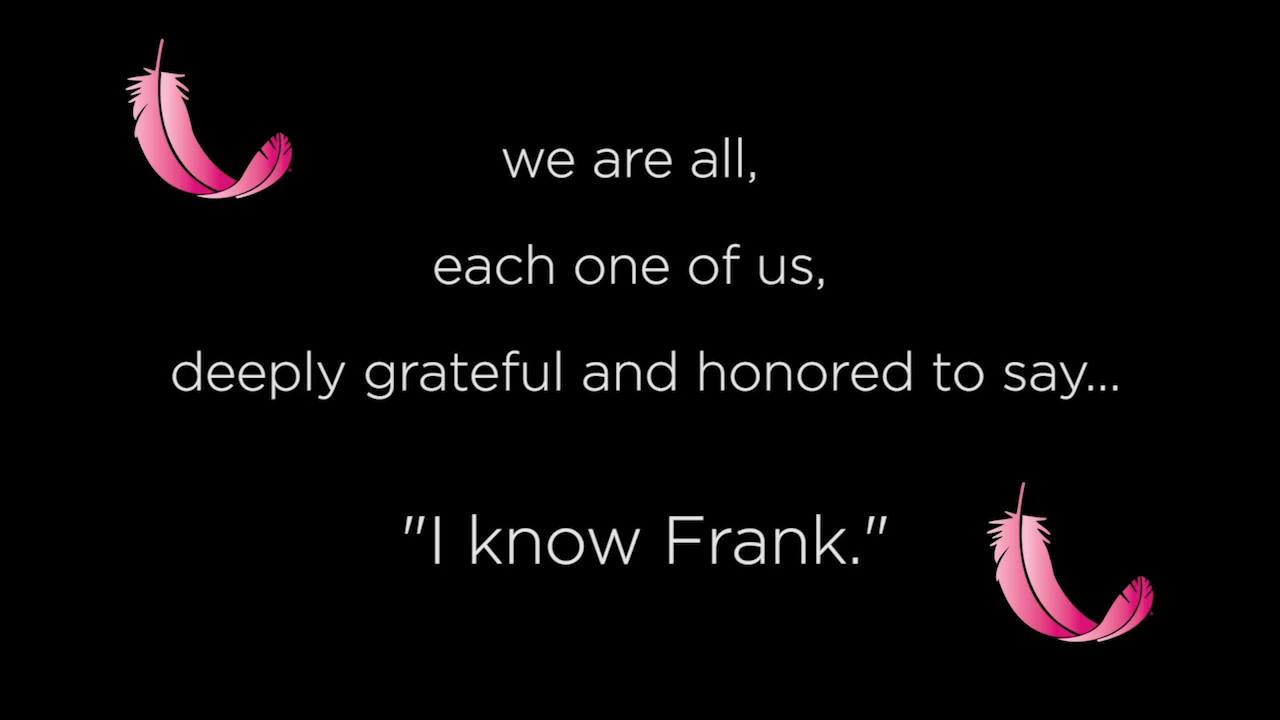 we are all,
each one of us,
deeply grateful and honored to say...
"I know Frank."